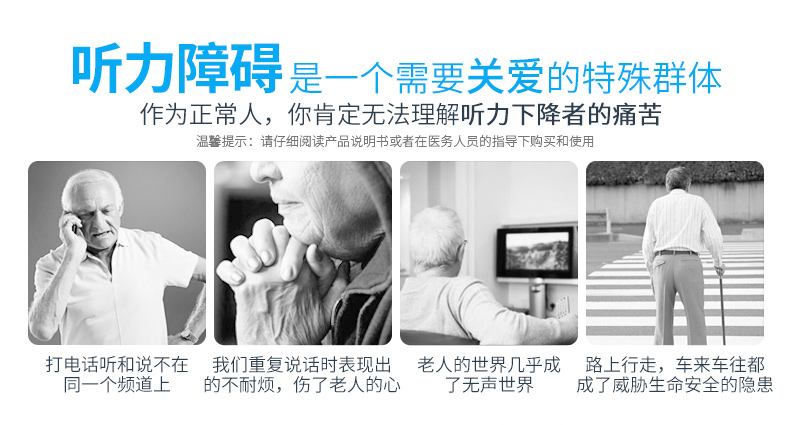 听力障碍是一个需要关爱的特殊群体
作为正常人，你肯定无法理解听力下降者的痛苦
温馨提示：请仔细阅读产品说明书或者在医务人员的指导下购买和使用
打电话听和说不在
同一个频道上
我们重复说话时表现出
的不耐烦，伤了老人的心
老人的世界几乎成
了无声世界
路上行走，车来车往都
成了威胁生命安全的隐患